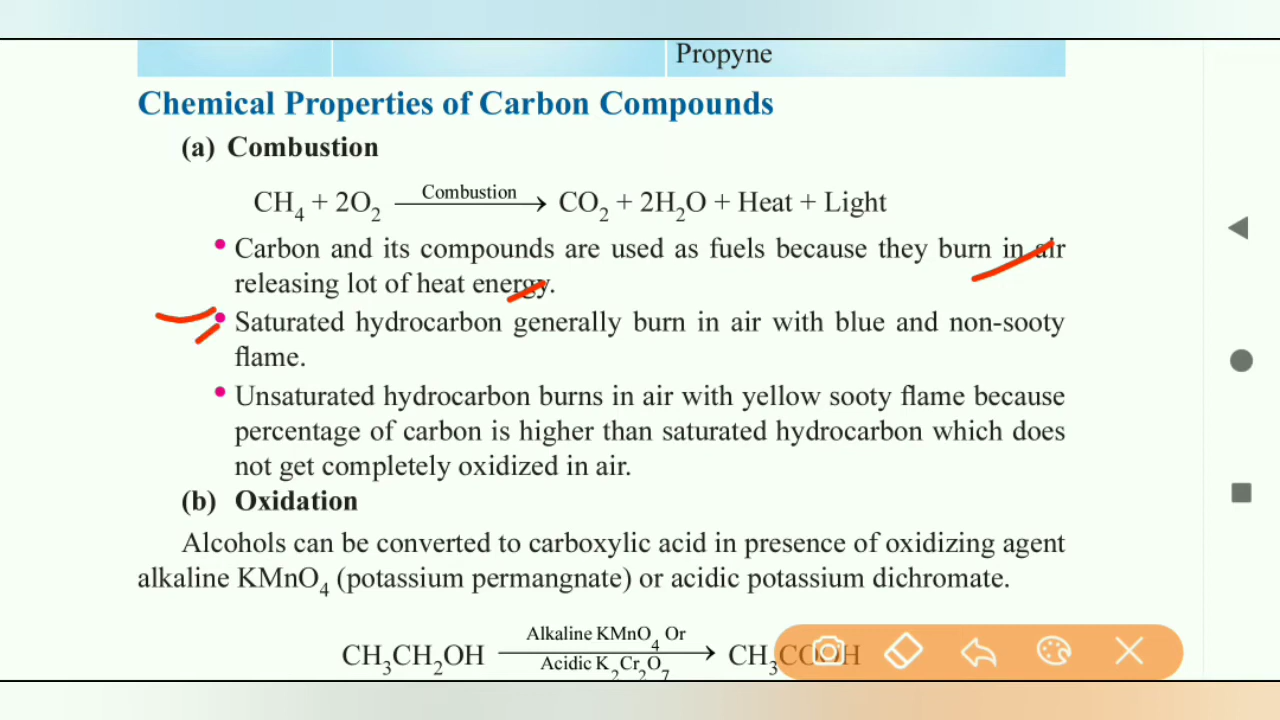 Propyne
Chemical Properties of Carbon Compounds
(a) Combustion
CH₄ + 2O₂ —Combustion→ CO₂ + 2H₂O + Heat + Light
• Carbon and its compounds are used as fuels because they burn in air
releasing lot of heat energy.
• Saturated hydrocarbon generally burn in air with blue and non-sooty
flame.
• Unsaturated hydrocarbon burns in air with yellow sooty flame because
percentage of carbon is higher than saturated hydrocarbon which does
not get completely oxidized in air.
(b) Oxidation
Alcohols can be converted to carboxylic acid in presence of oxidizing agent
alkaline KMnO₄ (potassium permangnate) or acidic potassium dichromate.
Alkaline KMnO₄ Or
CH₃CH₂OH → CH₃COOH
Acidic K₂Cr₂O₇